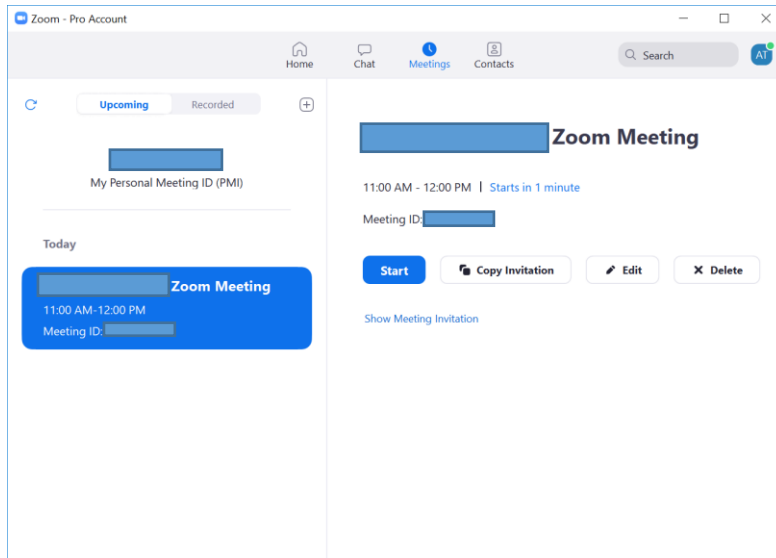 Zoom - Pro Account
Home
Chat
Meetings
Contacts
Search
AT
Upcoming
Recorded
My Personal Meeting ID (PMI)
Today
Zoom Meeting
11:00 AM-12:00 PM
Meeting ID:
Zoom Meeting
11:00 AM - 12:00 PM | Starts in 1 minute
Meeting ID:
Start
Copy Invitation
Edit
Delete
Show Meeting Invitation